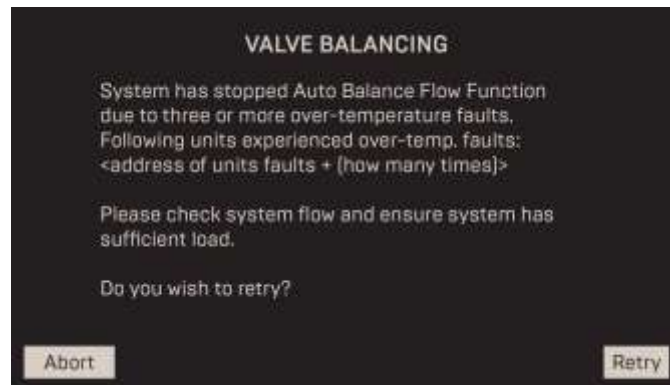 VALVE BALANCING
System has stopped Auto Balance Flow Function
due to three or more over-temperature faults.
Following units experienced over-temp. faults:
<address of units faults + (how many times)>
Please check system flow and ensure system has
sufficient load.
Do you wish to retry?
Abort
Retry